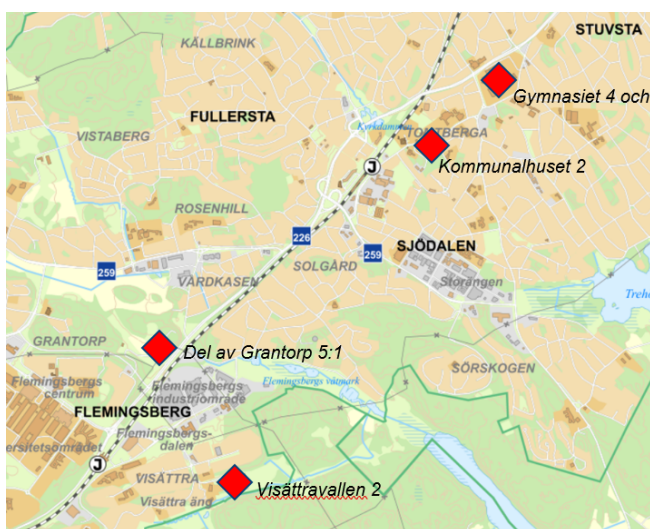 STUVSTA
KÄLLBRINK
Gymnasiet 4 och
FULLERSTA
Kyrkdammen
VISTABERG
TOMTBERGA
Kommunalhuset 2
J
ROSENHILL
226
SJÖDALEN
259
259
SOLGÅRD
VÅRDKASEN
Storängen
GRANTORP
Del av Grantorp 5:1
SÖRSKOGEN
Flemingsbergs
centrum
Flemingsbergs
industriområde
Flemingsbergs våtmark
FLEMINGSBERG
Flemingsbergs-
dalen
J
VISÄTTRA
Visättra äng
Visättravallen 2